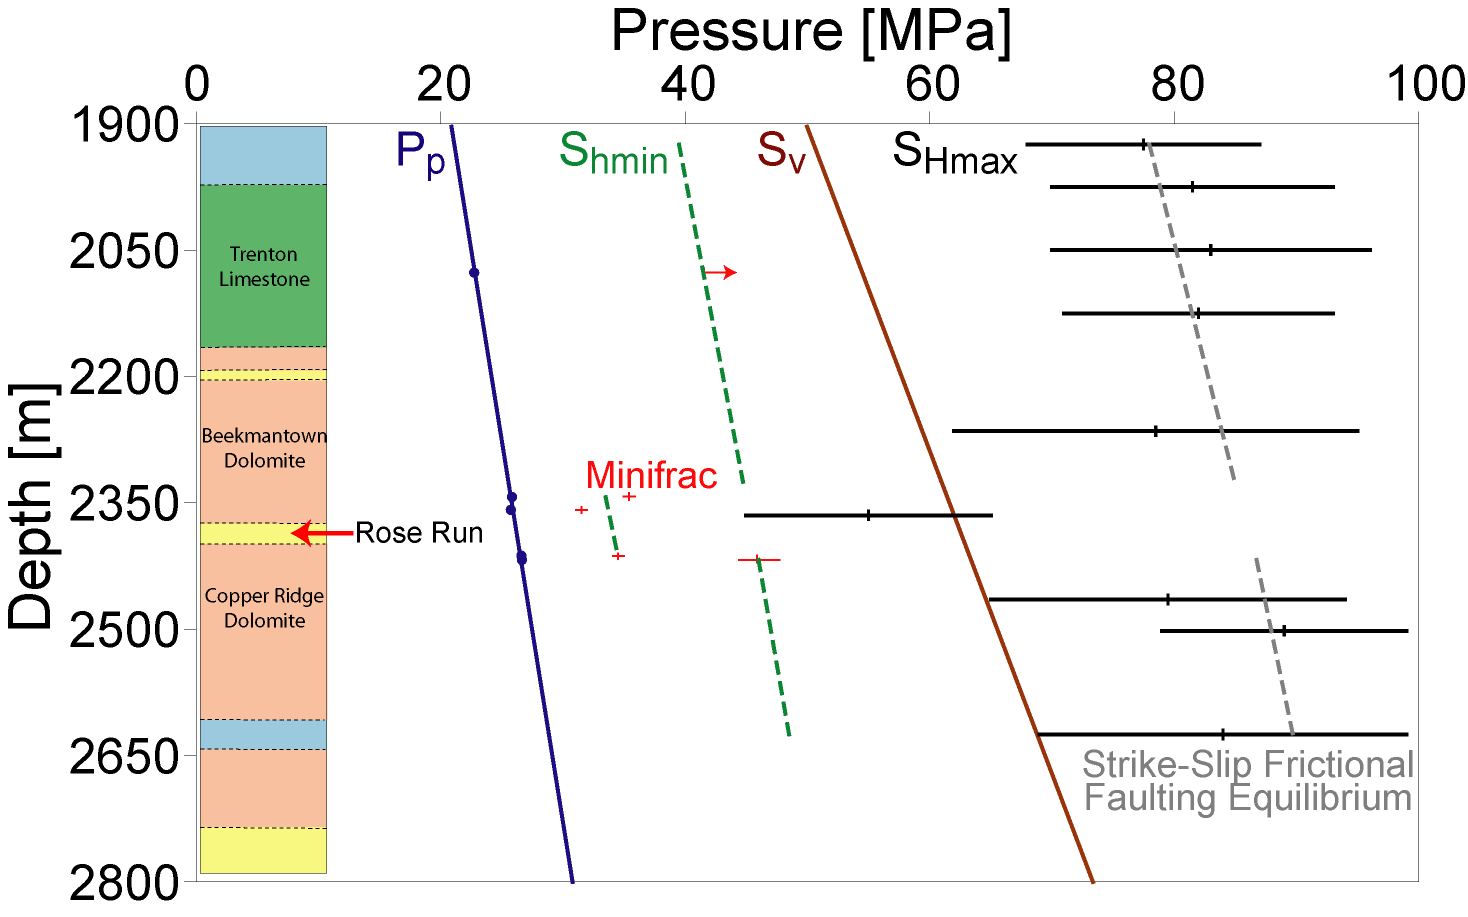 Pressure [MPa]
0 20 40 60 80 100
1900
Pp Shmin Sv SHmax
Trenton
Limestone
2050
2200
Beekmantown
Dolomite
Minifrac
2350
Rose Run
Depth [m]
Copper Ridge
Dolomite
2500
2650
Strike-Slip Frictional
Faulting Equilibrium
2800